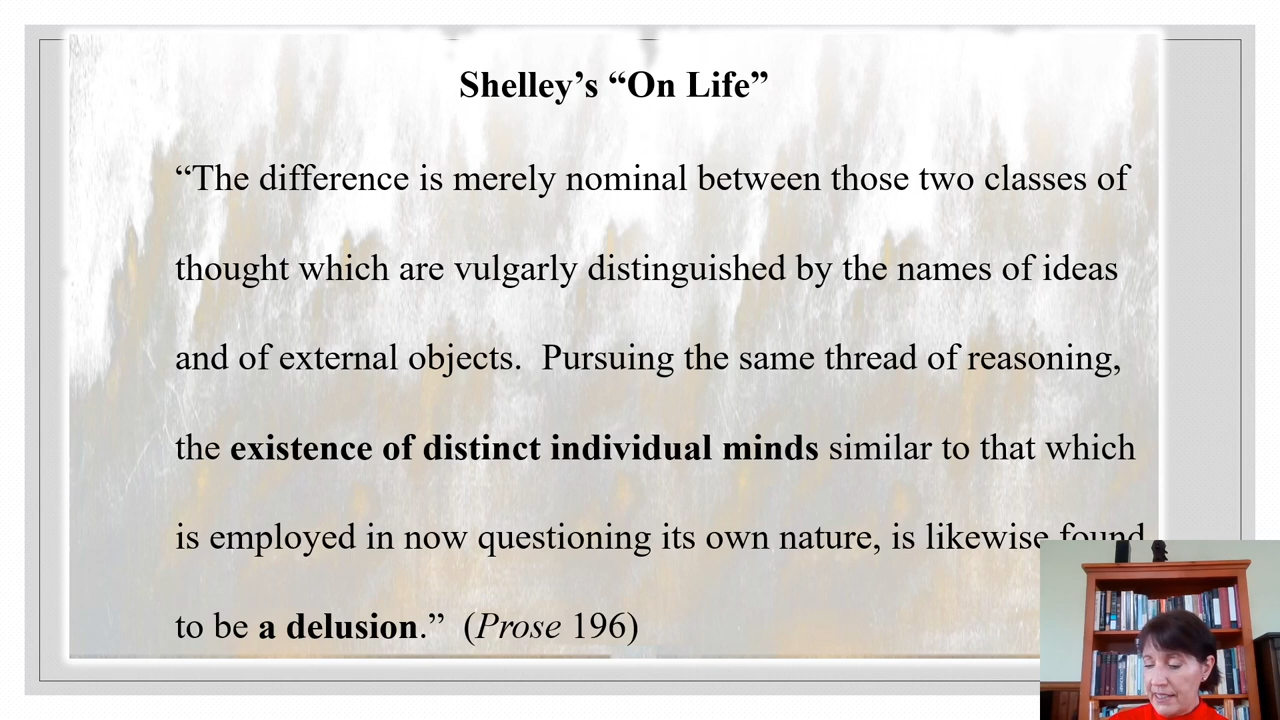 Shelley’s “On Life”
“The difference is merely nominal between those two classes of
thought which are vulgarly distinguished by the names of ideas
and of external objects.  Pursuing the same thread of reasoning,
the existence of distinct individual minds similar to that which
is employed in now questioning its own nature, is likewise found
to be a delusion.”  (Prose 196)